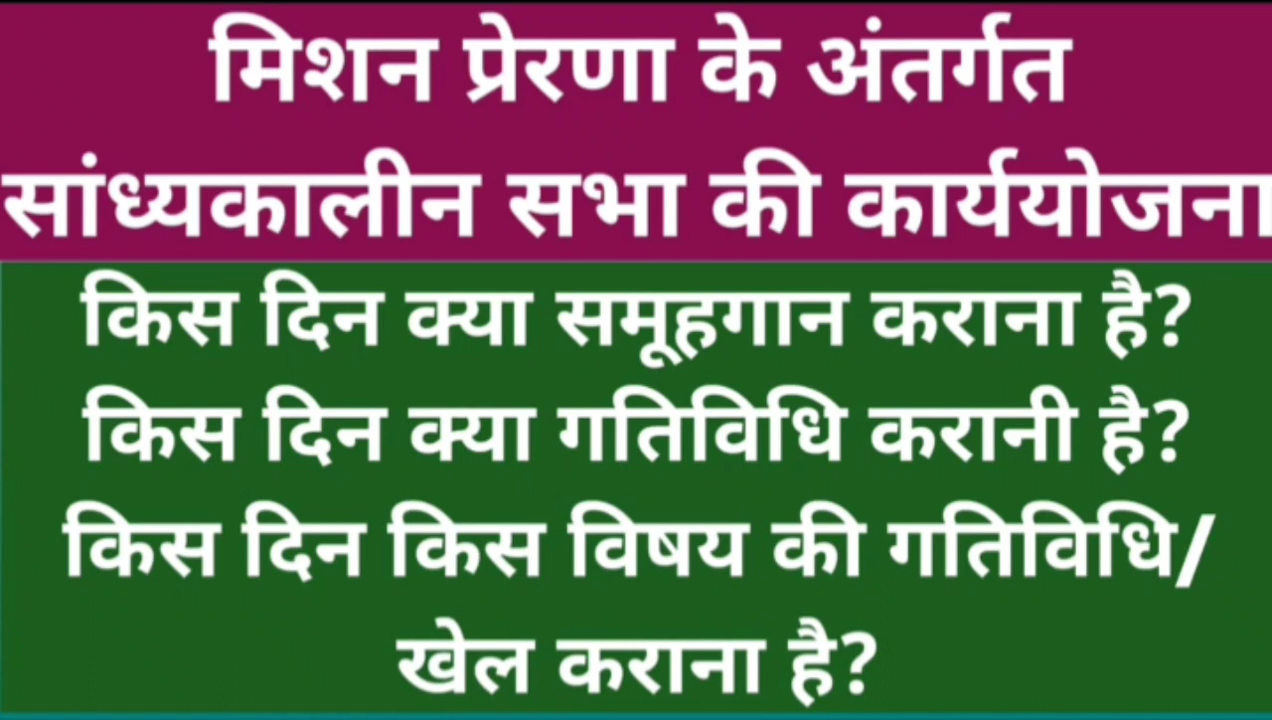 मिशन प्रेरणा के अंतर्गत
सांध्यकालीन सभा की कार्ययोजना
किस दिन क्या समूहगान कराना है?
किस दिन क्या गतिविधि करानी है?
किस दिन किस विषय की गतिविधि/
खेल कराना है?